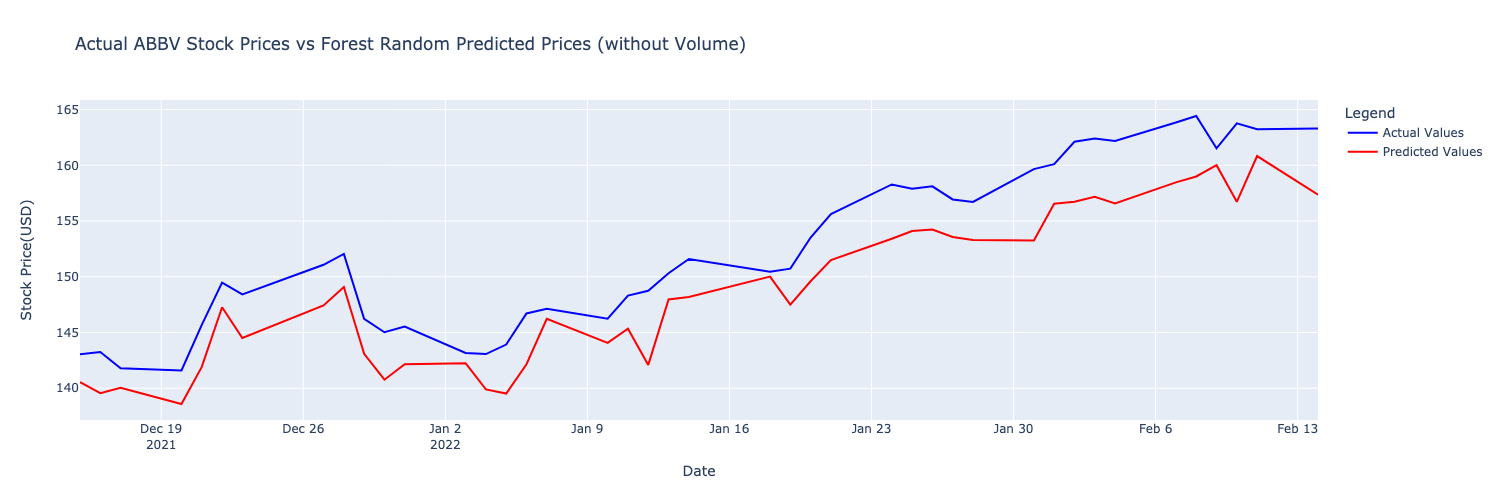 Actual ABBV Stock Prices vs Forest Random Predicted Prices (without Volume)
Legend
Actual Values
Predicted Values
Stock Price(USD)
165
160
155
150
145
140
Dec 19
2021
Dec 26
Jan 2
2022
Jan 9
Jan 16
Jan 23
Jan 30
Feb 6
Feb 13
Date